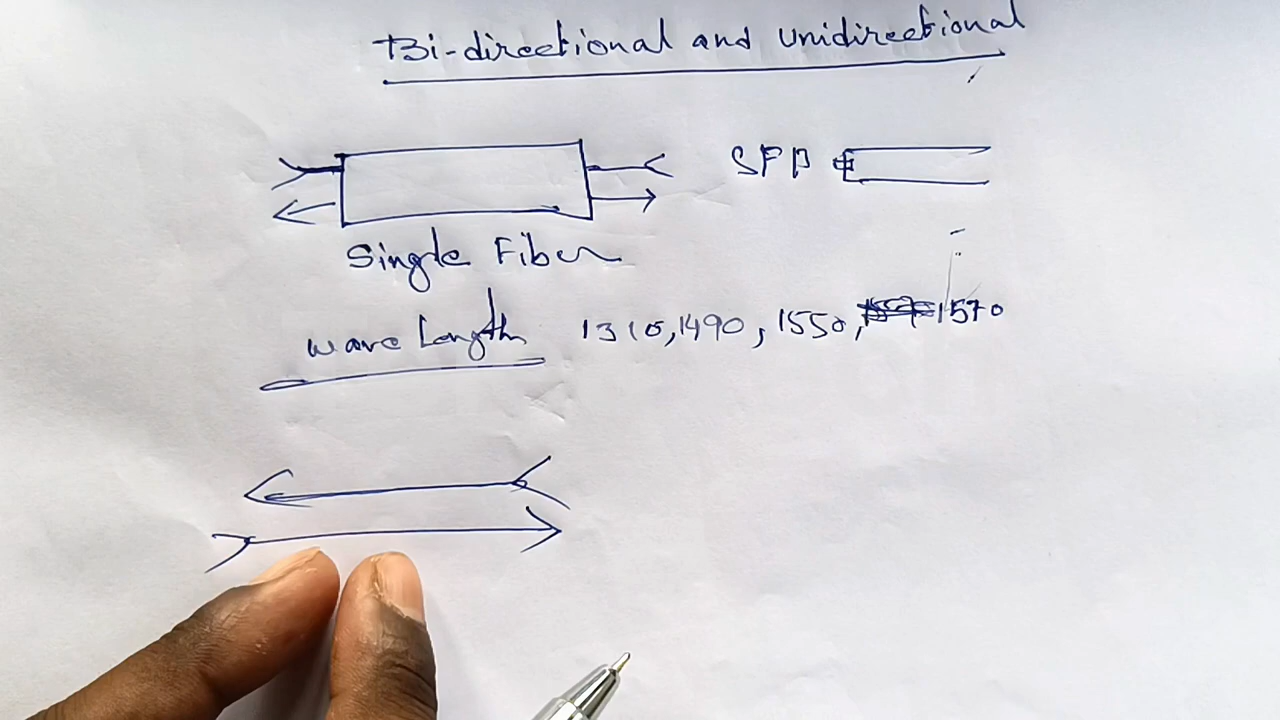 Bi-directional and unidirectional
SFP
Single Fiber
wave Length 1310, 1490, 1550, 1570